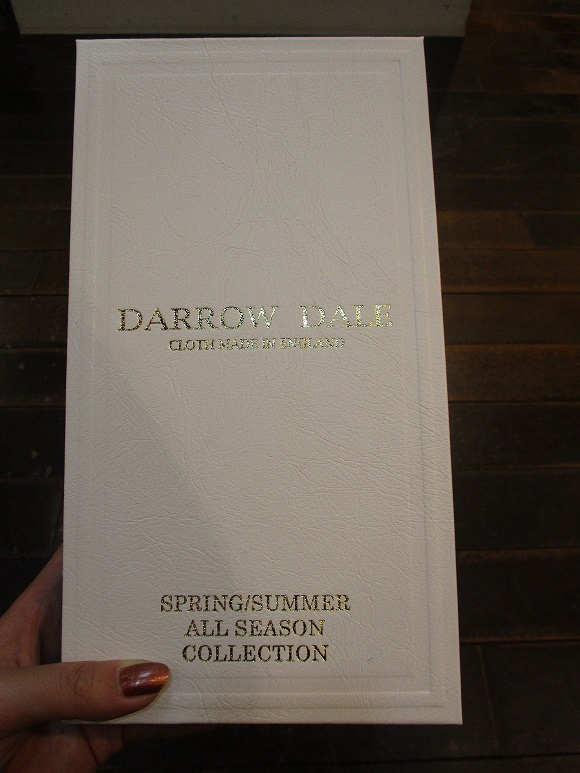 DARROW DALE
CLOTH MADE IN ENGLAND
SPRING/SUMMER
ALL SEASON
COLLECTION